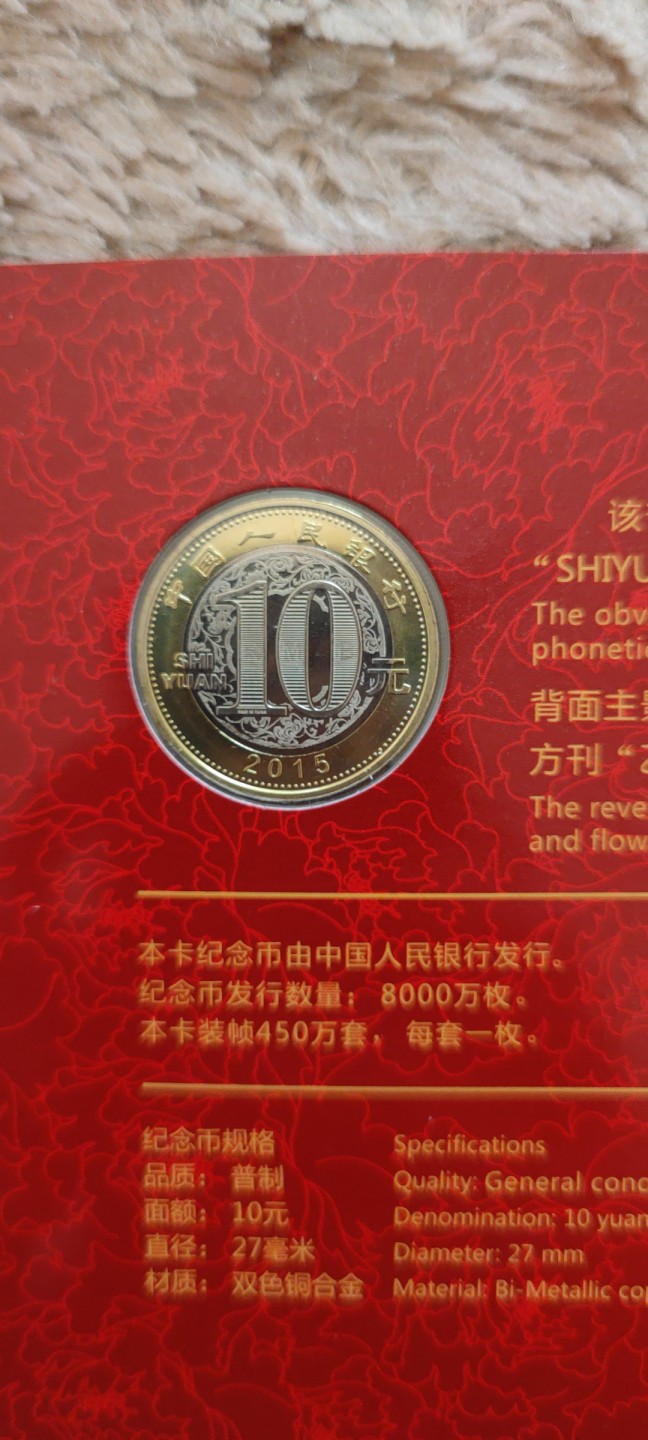 中国人民银行
10
SHI
YUAN
元
2015
该
“SHIYU
The obv
phoneti
背面主
方刊“
The reve
and flow
本卡纪念币由中国人民银行发行。
纪念币发行数量：8000万枚。
本卡装帧450万套，每套一枚。
纪念币规格
品质：普制
面额：10元
直径：27毫米
材质：双色铜合金
Specifications
Quality: General conc
Denomination: 10 yuan
Diameter: 27 mm
Material: Bi-Metallic cop